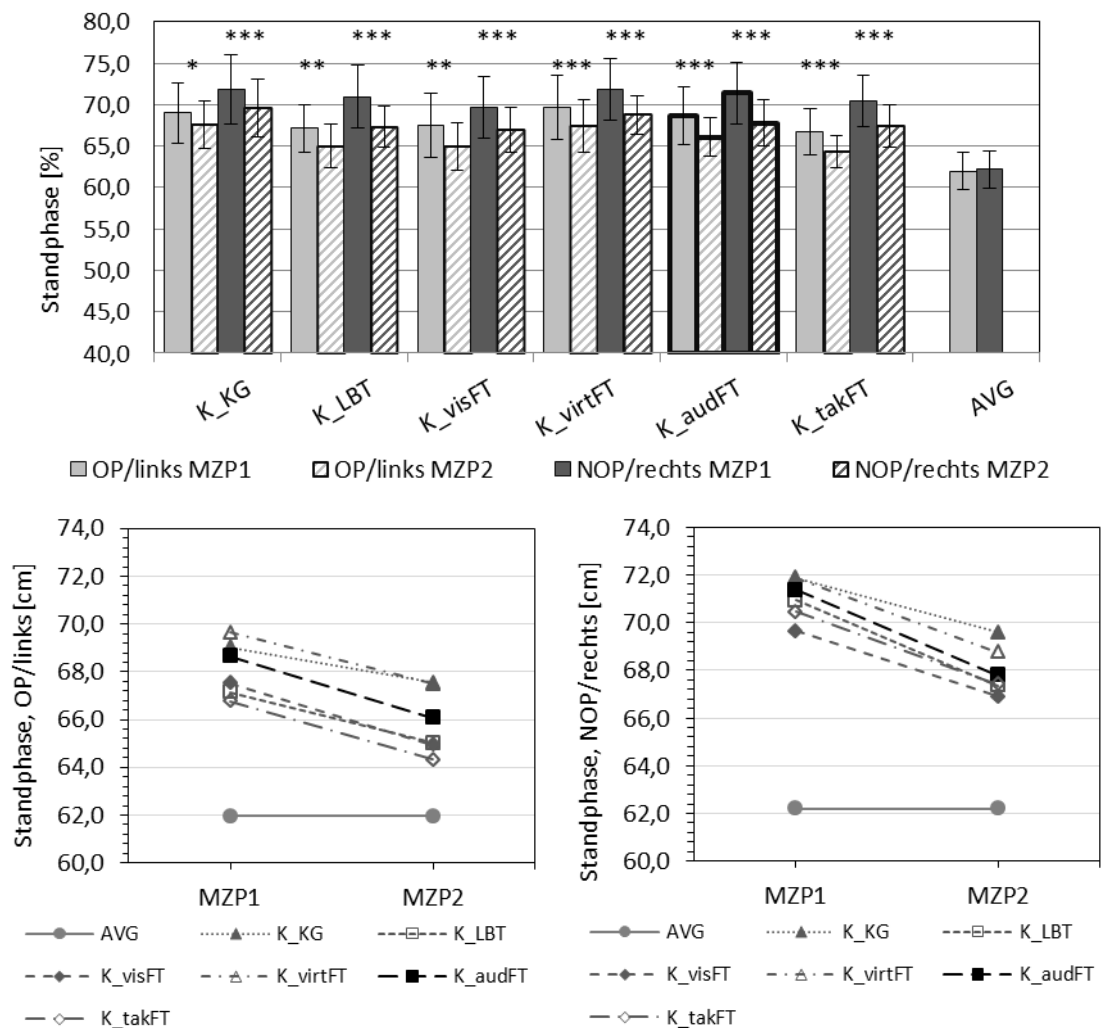 80,0
75,0
70,0
65,0
60,0
55,0
50,0
45,0
40,0
Standphase [%]
* *** ** *** ** *** *** *** *** *** *** ***
K_KG K_LBT K_visFT K_virtFT K_audFT K_takFT AVG
OP/links MZP1 OP/links MZP2 NOP/rechts MZP1 NOP/rechts MZP2
Standphase, OP/links [cm]
74,0
72,0
70,0
68,0
66,0
64,0
62,0
60,0
MZP1 MZP2
AVG K_KG K_LBT
K_visFT K_virtFT K_audFT
K_takFT
Standphase, NOP/rechts [cm]
74,0
72,0
70,0
68,0
66,0
64,0
62,0
60,0
MZP1 MZP2
AVG K_KG K_LBT
K_visFT K_virtFT K_audFT
K_takFT